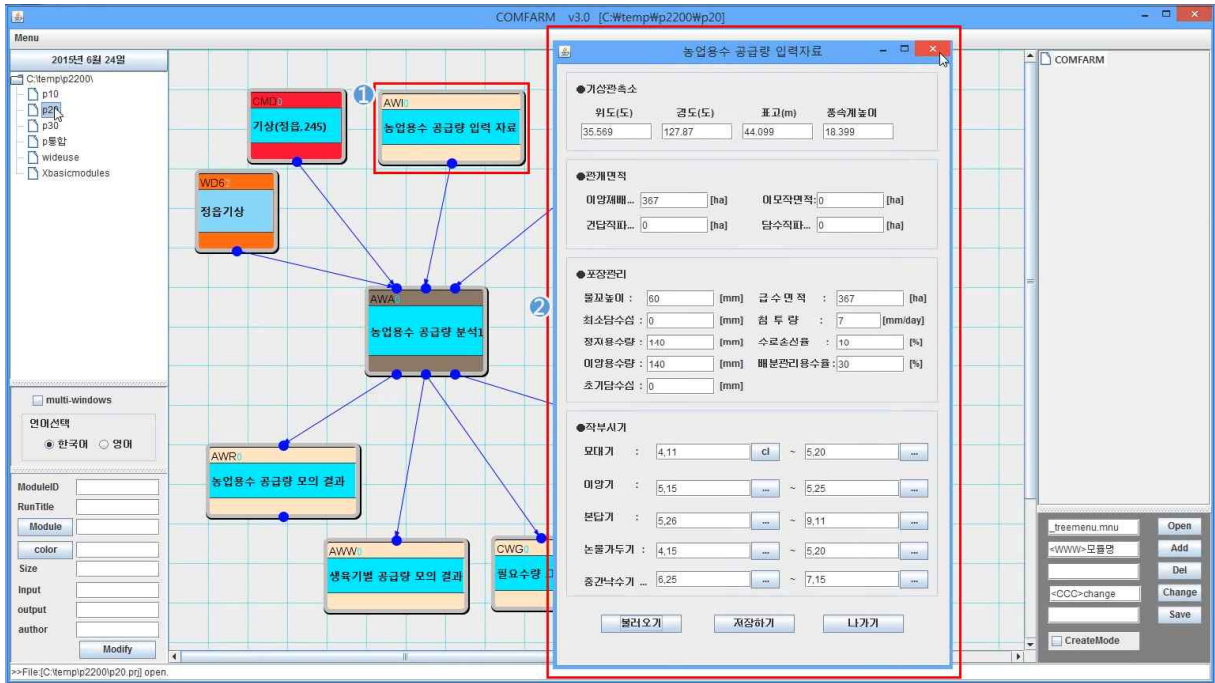 COMFARM v3.0 [C:₩temp₩p2200₩p20]
Menu
2015년 6월 24일
C:\temp\p2200\
p10
p20
p30
p통합
wideuse
Xbasicmodules
multi-windows
언어선택
한국어 영어
ModuleID
RunTitle
Module
color
Size
Input
output
author
Modify
>>File:[C:\temp\p2200\p20.prj] open.
CMD0
기상(정읍,245)
1
AWI0
농업용수 공급량 입력 자료
WD6
정읍기상
AWA0
농업용수 공급량 분석1
AWR0
농업용수 공급량 모의 결과
AWW0
생육기별 공급량 모의 결과
CWG0
필요수량
2
농업용수 공급량 입력자료
●기상관측소
위도(도) 경도(도) 표고(m) 풍속계높이
35.569 127.87 44.099 18.399
●관개면적
이앙재배... 367 [ha] 이모작면적: 0 [ha]
건답직파... 0 [ha] 담수직파... 0 [ha]
●포장관리
물꼬높이 : 60 [mm] 급수면적 : 367 [ha]
최소담수심 : 0 [mm] 침투량 : 7 [mm/day]
정지용수량 : 140 [mm] 수로손실률 : 10 [%]
이앙용수량 : 140 [mm] 배분관리용수율 : 30 [%]
초기담수심 : 0 [mm]
●작부시기
묘대기 : 4,11 cl ~ 5,20 ...
이앙기 : 5,15 ... ~ 5,25 ...
본답기 : 5,26 ... ~ 9,11 ...
논물가두기 : 4,15 ... ~ 5,20 ...
중간낙수기 ... 6,25 ... ~ 7,15 ...
불러오기 저장하기 나가기
COMFARM
_treemenu.mnu Open
<WWW>모듈명 Add
Del
<CCC>change Change
Save
CreateMode